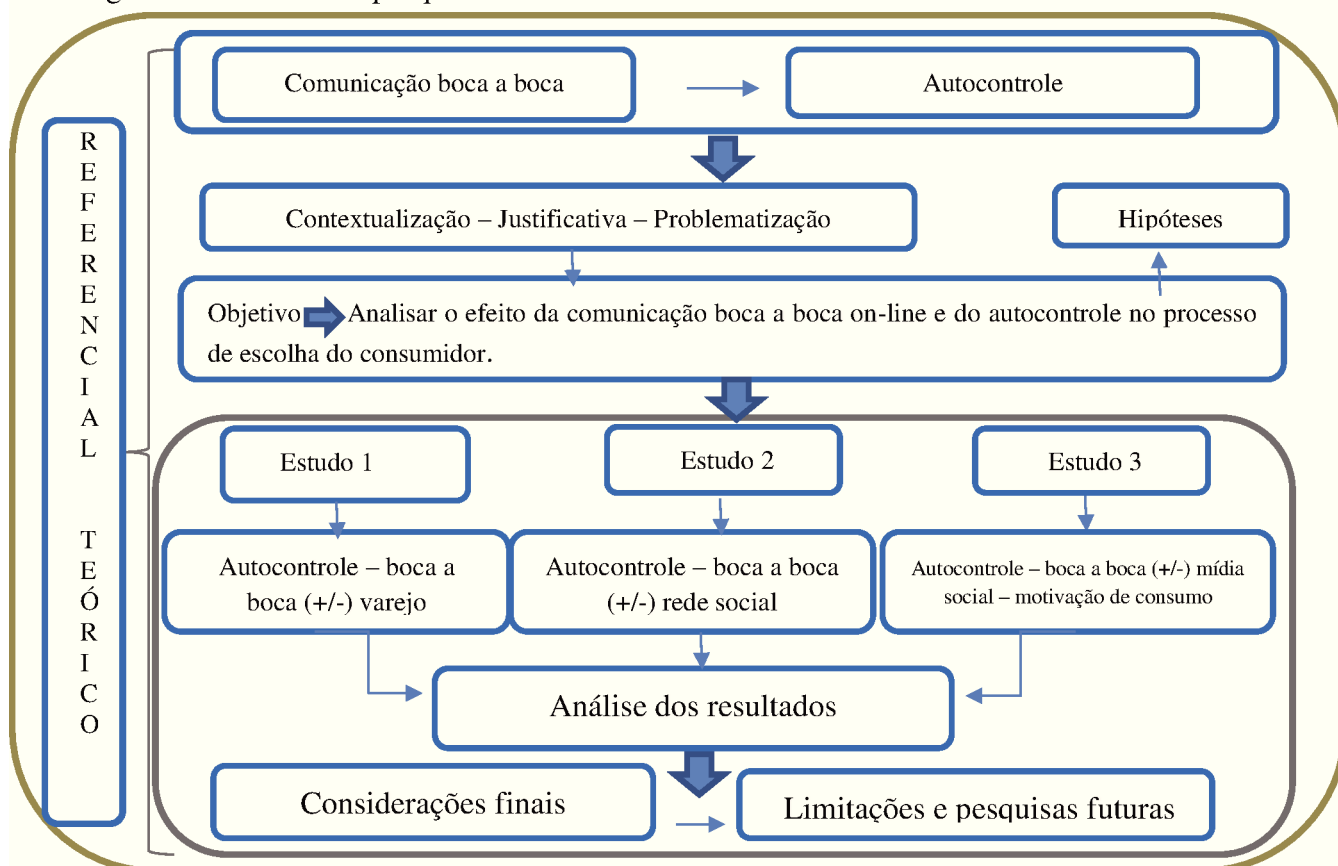 Comunicação boca a boca
Autocontrole
REFERENCIAL TEÓRICO
Contextualização – Justificativa – Problematização
Hipóteses
Objetivo Analisar o efeito da comunicação boca a boca on-line e do autocontrole no processo
de escolha do consumidor.
Estudo 1
Estudo 2
Estudo 3
Autocontrole – boca a
boca (+/-) varejo
Autocontrole – boca a boca
(+/-) rede social
Autocontrole – boca a boca (+/-) mídia
social – motivação de consumo
Análise dos resultados
Considerações finais
Limitações e pesquisas futuras